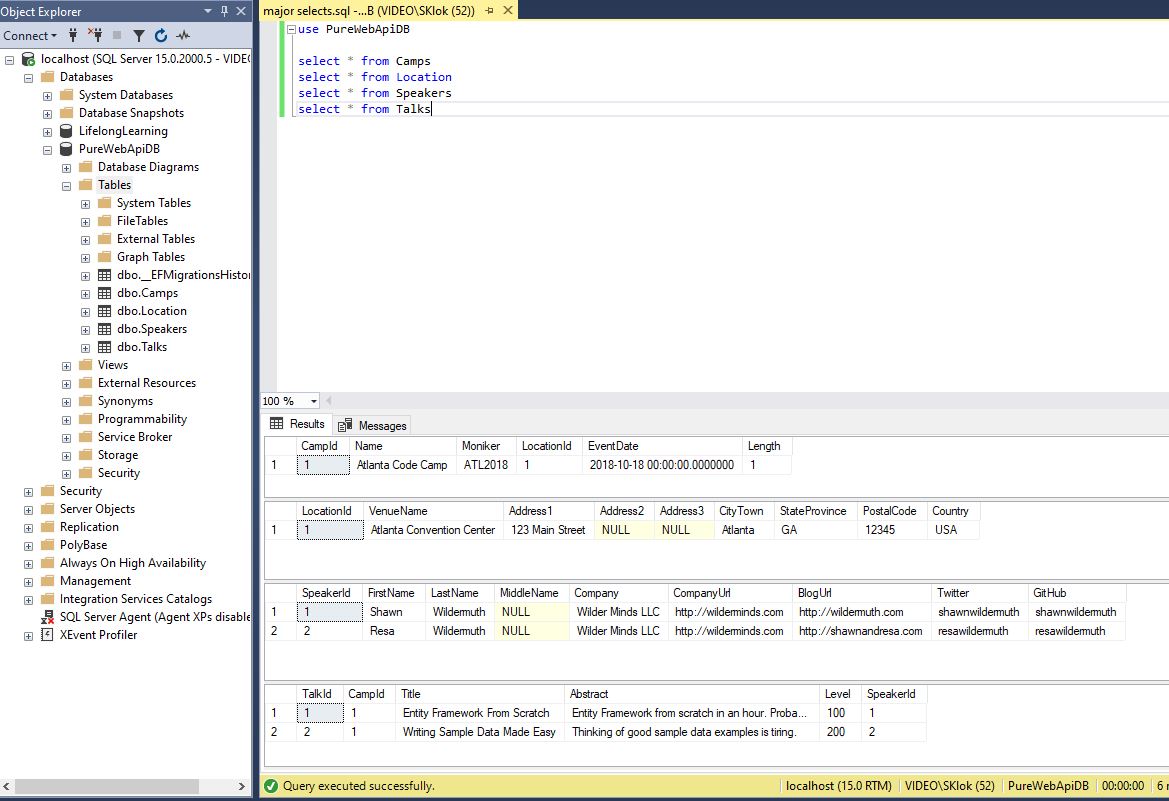 Object Explorer
Connect
localhost (SQL Server 15.0.2000.5 - VIDEO
Databases
System Databases
Database Snapshots
LifelongLearning
PureWebApiDB
Database Diagrams
Tables
System Tables
FileTables
External Tables
Graph Tables
dbo.__EFMigrationsHistor
dbo.Camps
dbo.Location
dbo.Speakers
dbo.Talks
Views
External Resources
Synonyms
Programmability
Service Broker
Storage
Security
Security
Server Objects
Replication
PolyBase
Always On High Availability
Management
Integration Services Catalogs
SQL Server Agent (Agent XPs disable
XEvent Profiler
major selects.sql -...B (VIDEO\SKlok (52))
use PureWebApiDB
select * from Camps
select * from Location
select * from Speakers
select * from Talks
100 %
Results Messages
CampId Name Moniker LocationId EventDate Length
1 1 Atlanta Code Camp ATL2018 1 2018-10-18 00:00:00.0000000 1
LocationId VenueName Address1 Address2 Address3 CityTown StateProvince PostalCode Country
1 1 Atlanta Convention Center 123 Main Street NULL NULL Atlanta GA 12345 USA
SpeakerId FirstName LastName MiddleName Company CompanyUrl BlogUrl Twitter GitHub
1 1 Shawn Wildermuth NULL Wilder Minds LLC http://wilderminds.com http://wildermuth.com shawnwildermuth shawnwildermuth
2 2 Resa Wildermuth NULL Wilder Minds LLC http://wilderminds.com http://shawnandresa.com resawildermuth resawildermuth
TalkId CampId Title Abstract Level SpeakerId
1 1 1 Entity Framework From Scratch Entity Framework from scratch in an hour. Proba... 100 1
2 2 1 Writing Sample Data Made Easy Thinking of good sample data examples is tiring. 200 2
Query executed successfully. localhost (15.0 RTM) VIDEO\SKlok (52) PureWebApiDB 00:00:00 6